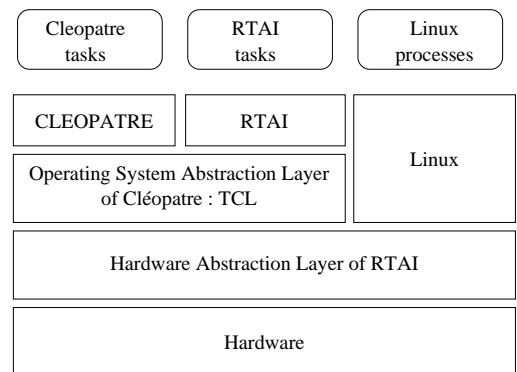 Cleopatre
tasks
RTAI
tasks
Linux
processes
CLEOPATRE
RTAI
Linux
Operating System Abstraction Layer
of Cléopatre : TCL
Hardware Abstraction Layer of RTAI
Hardware